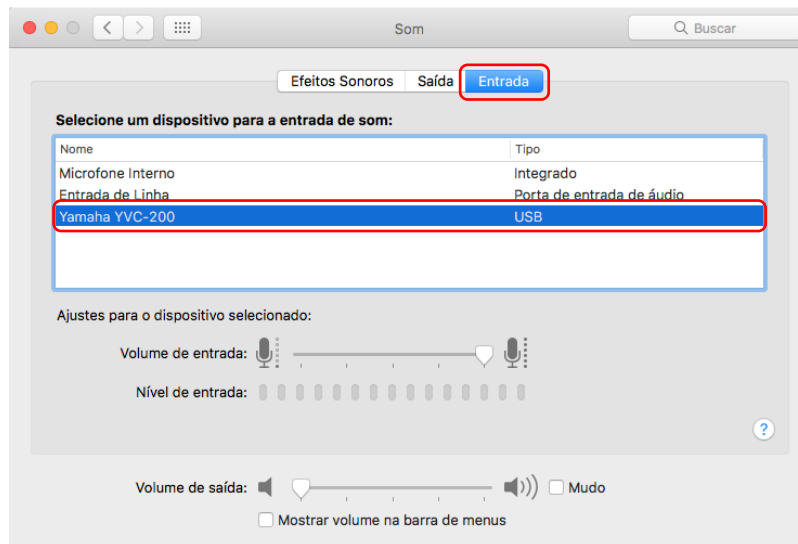 Som
Buscar
Efeitos Sonoros Saída Entrada
Selecione um dispositivo para a entrada de som:
Nome Tipo
Microfone Interno Integrado
Entrada de Linha Porta de entrada de áudio
Yamaha YVC-200 USB
Ajustes para o dispositivo selecionado:
Volume de entrada:
Nível de entrada:
?
Volume de saída: Mudo
Mostrar volume na barra de menus